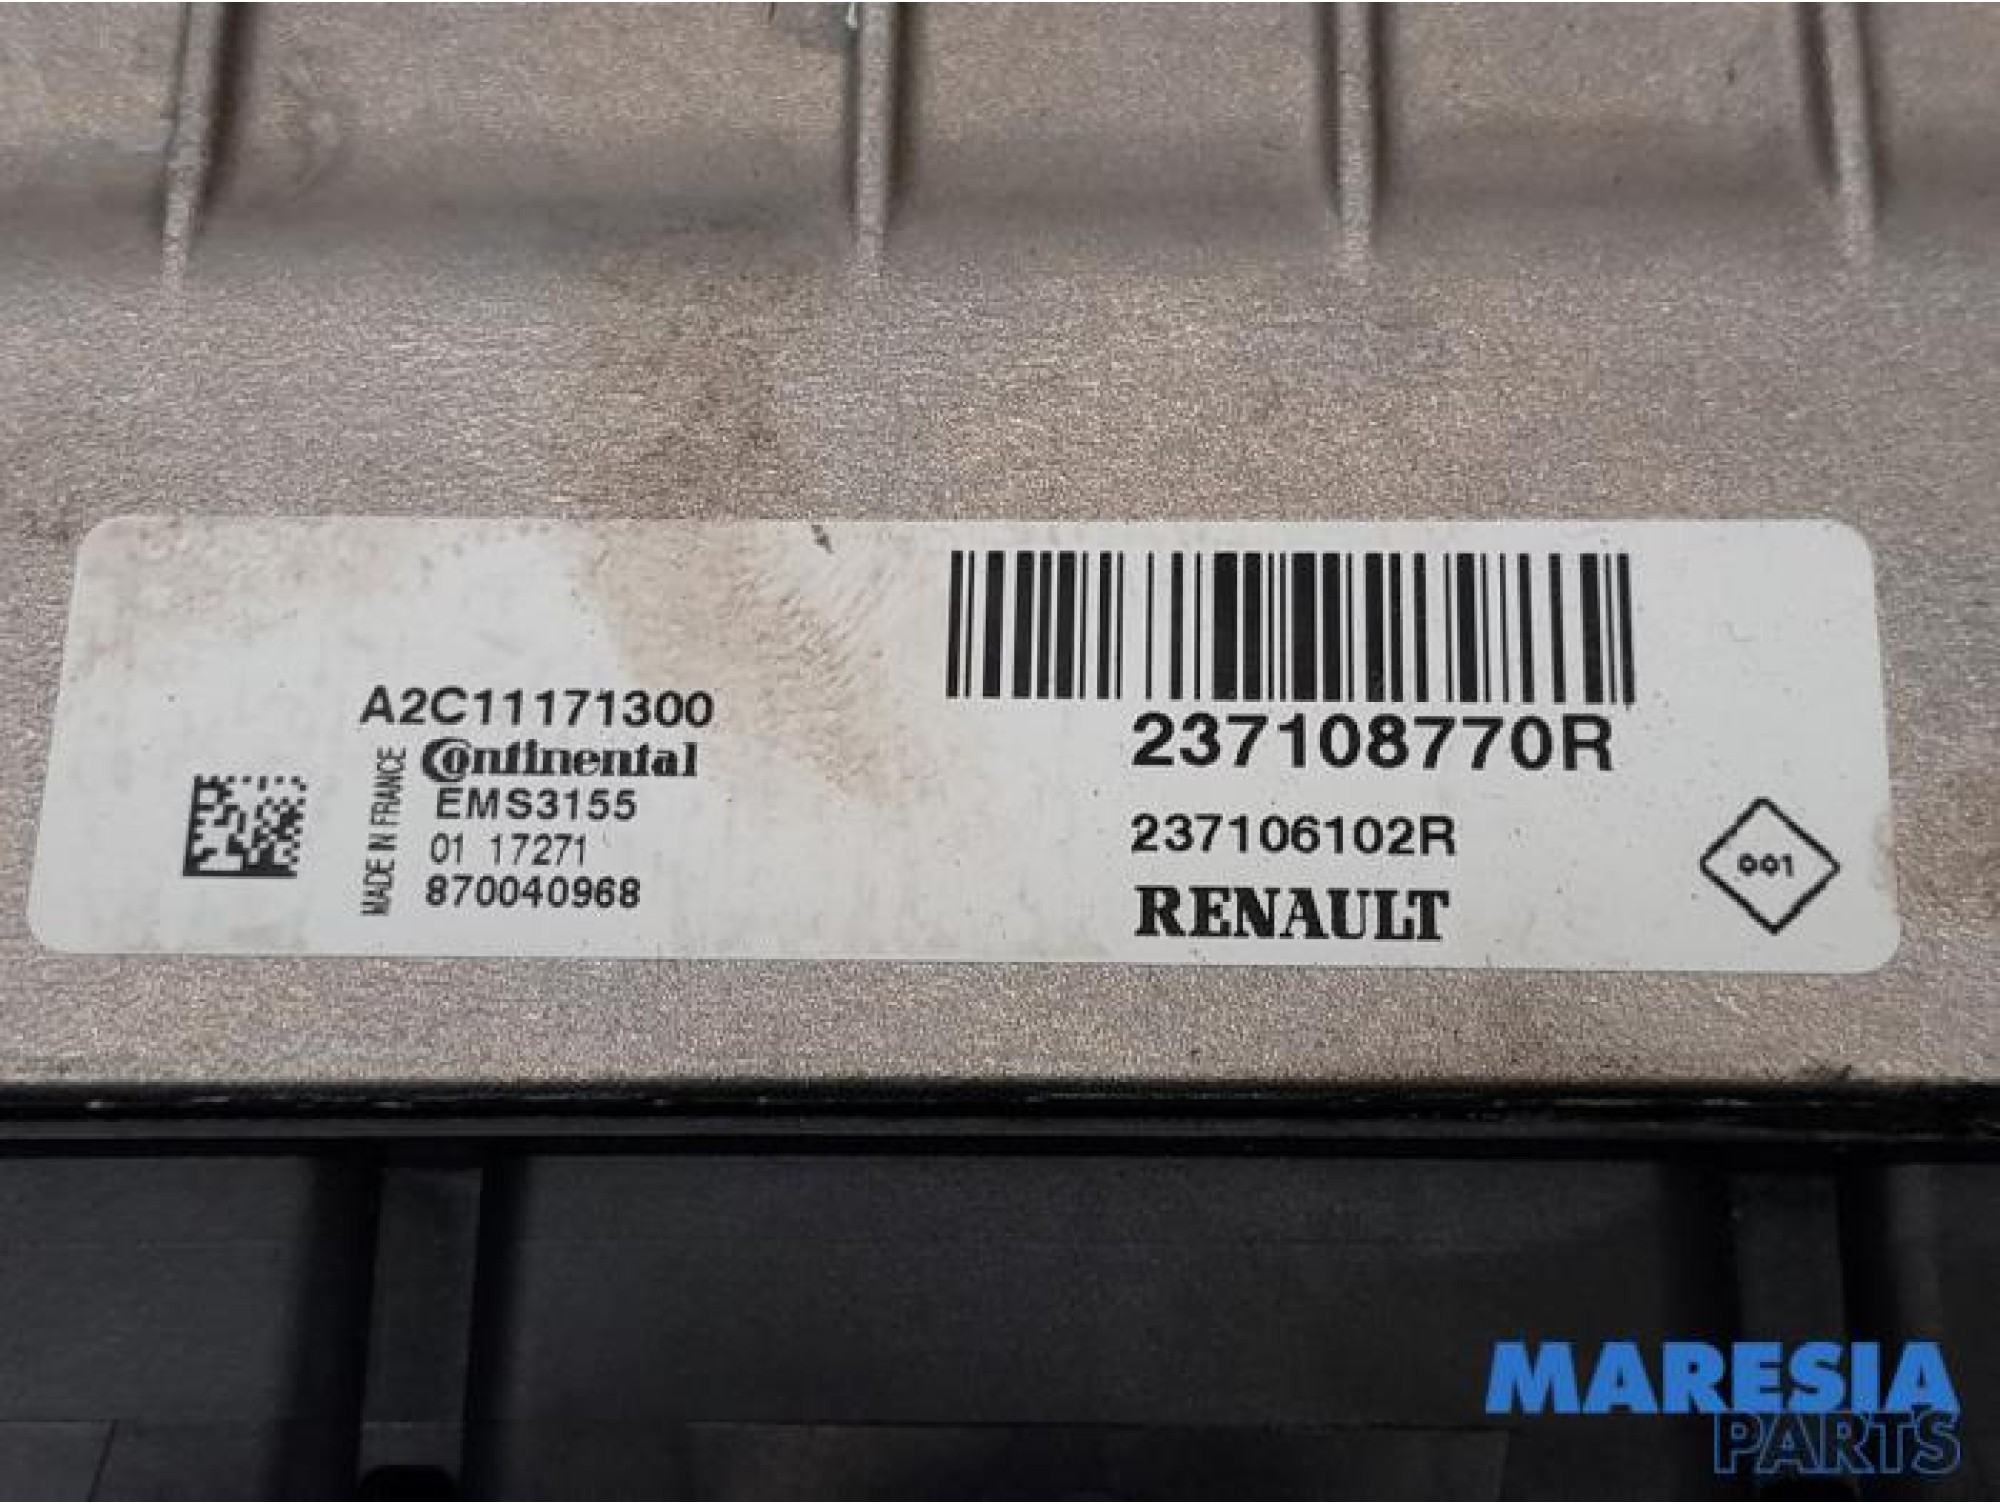 A2C11171300
MADE IN FRANCE
Continental
EMS3155
01 17271
870040968
237108770R
237106102R
RENAULT
001
MARESIA
PARTS